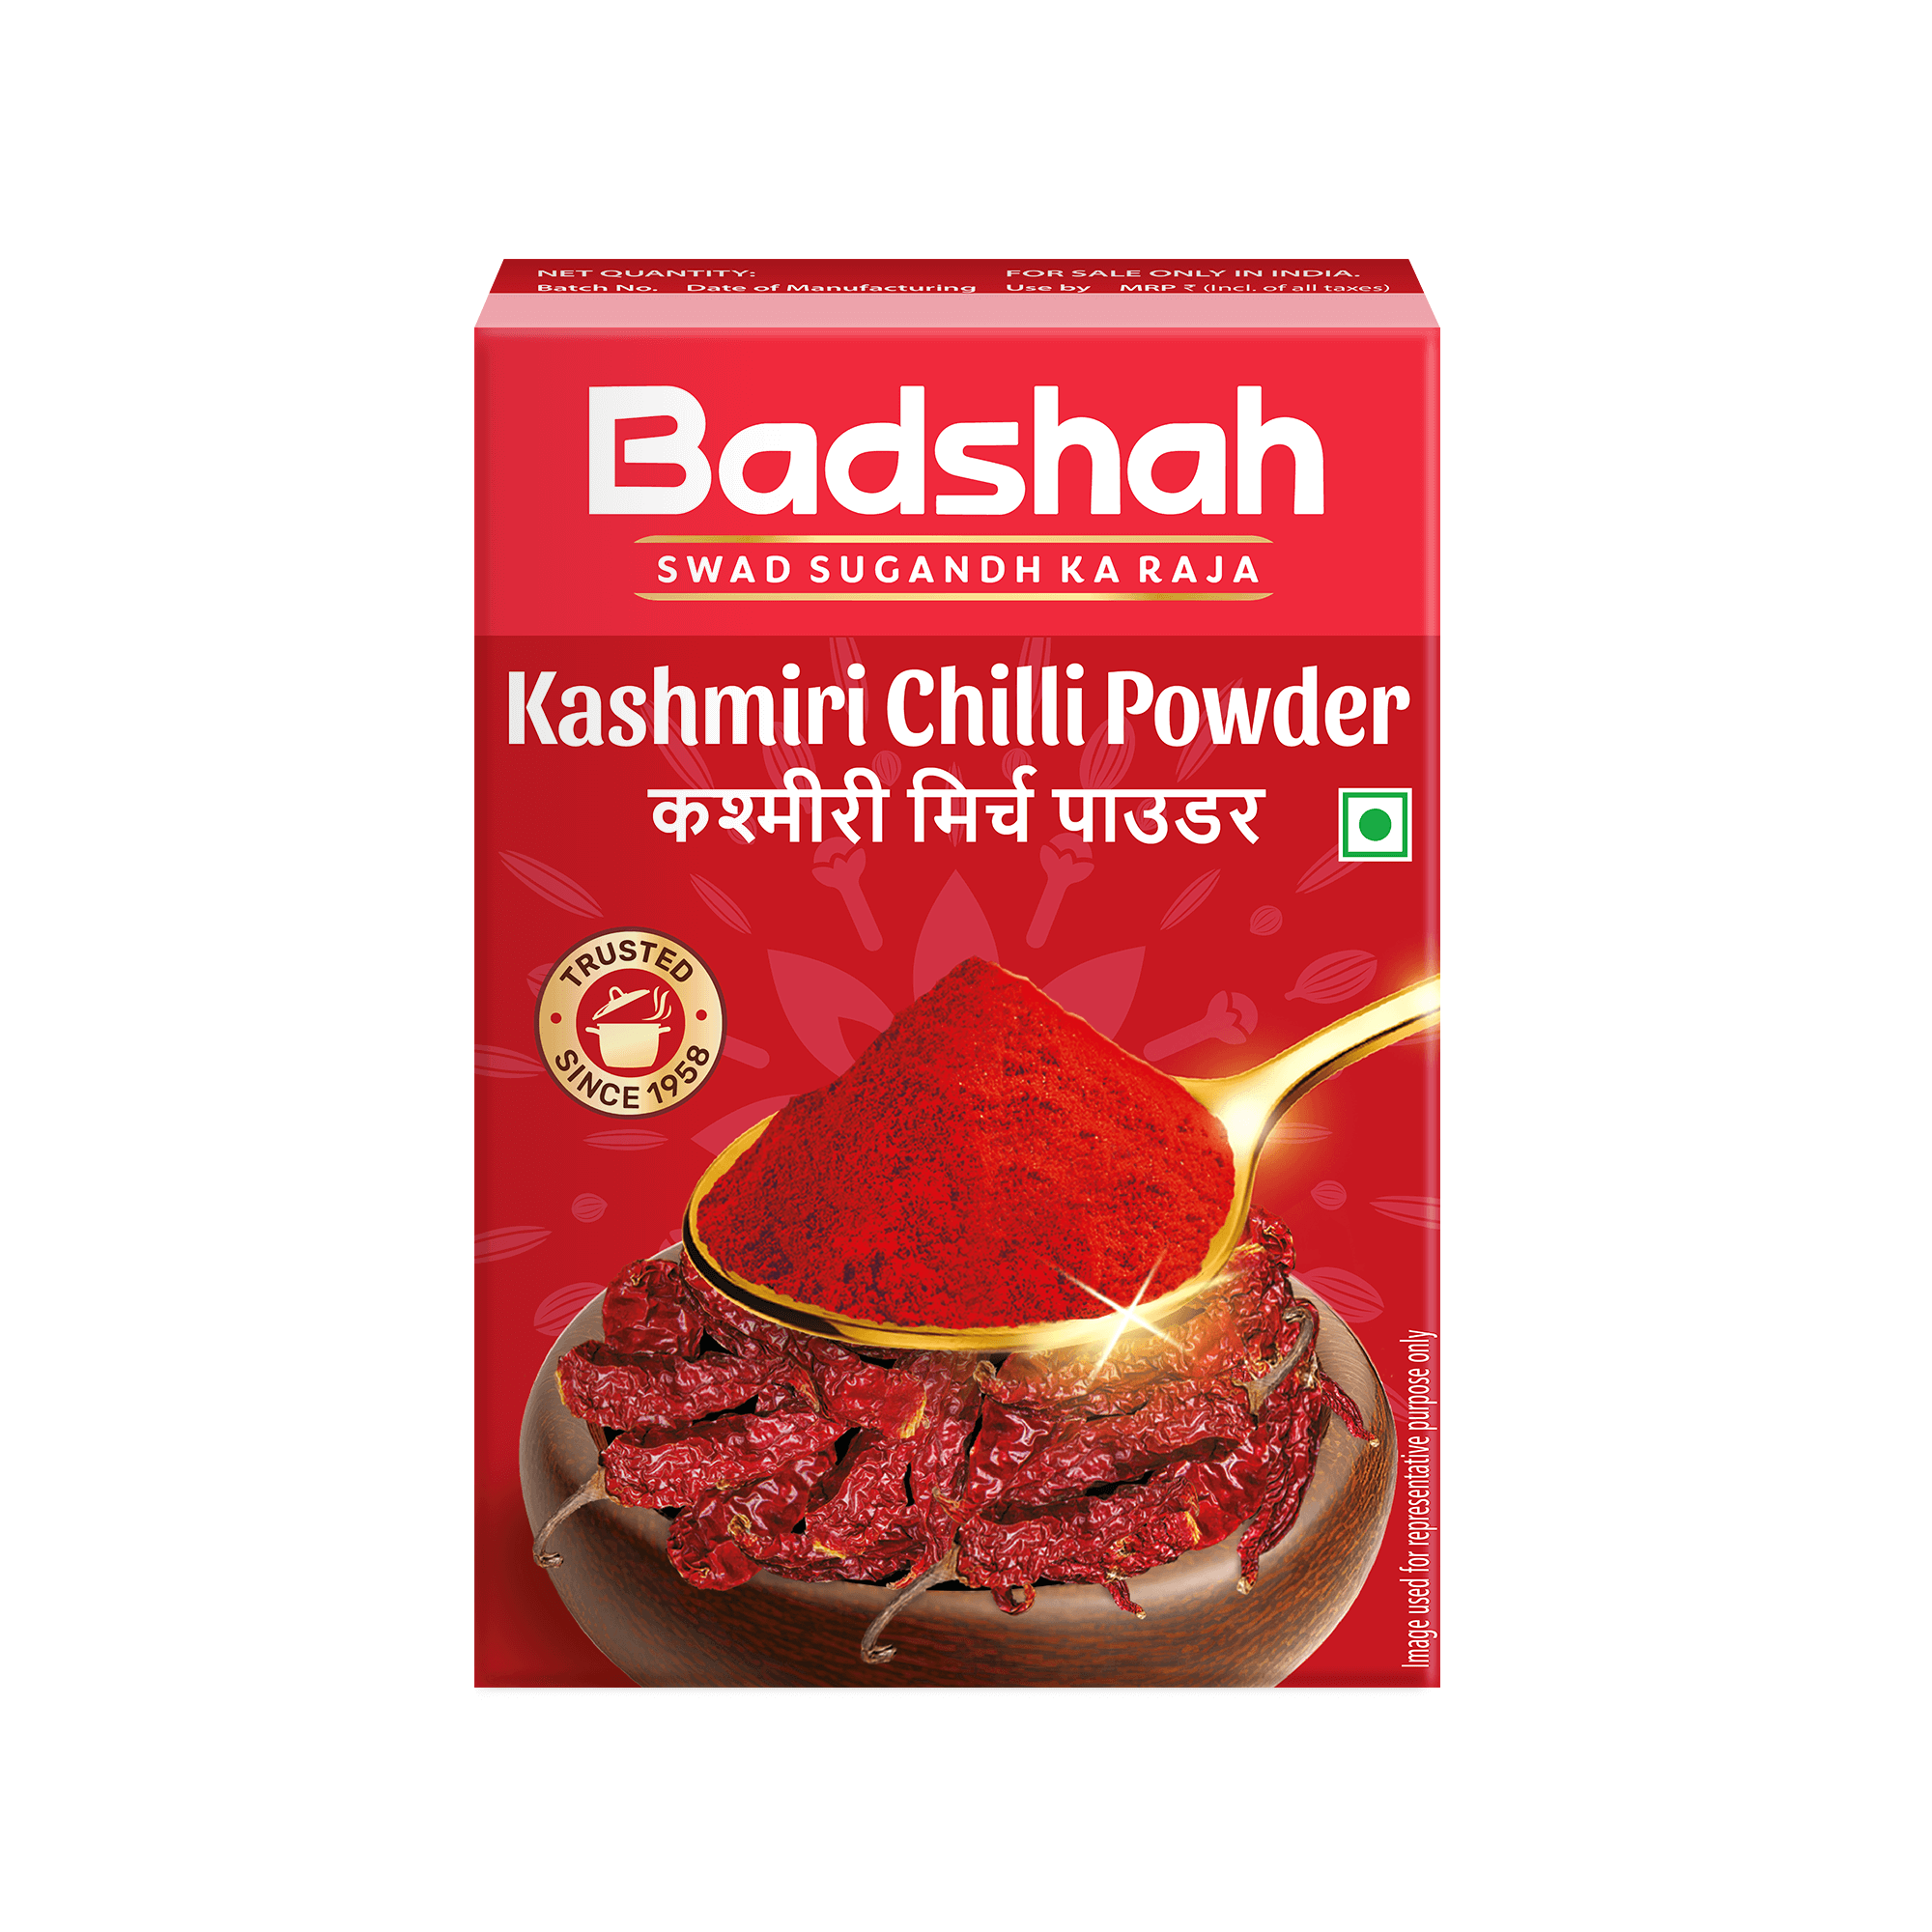 NET QUANTITY: FOR SALE ONLY IN INDIA.
Batch No. Date of Manufacturing Use by MRP ₹ (Incl. of all taxes)
Badshah
SWAD SUGANDH KA RAJA
Kashmiri Chilli Powder
कश्मीरी मिर्च पाउडर
TRUSTED
SINCE 1958
Image used for representative purpose only